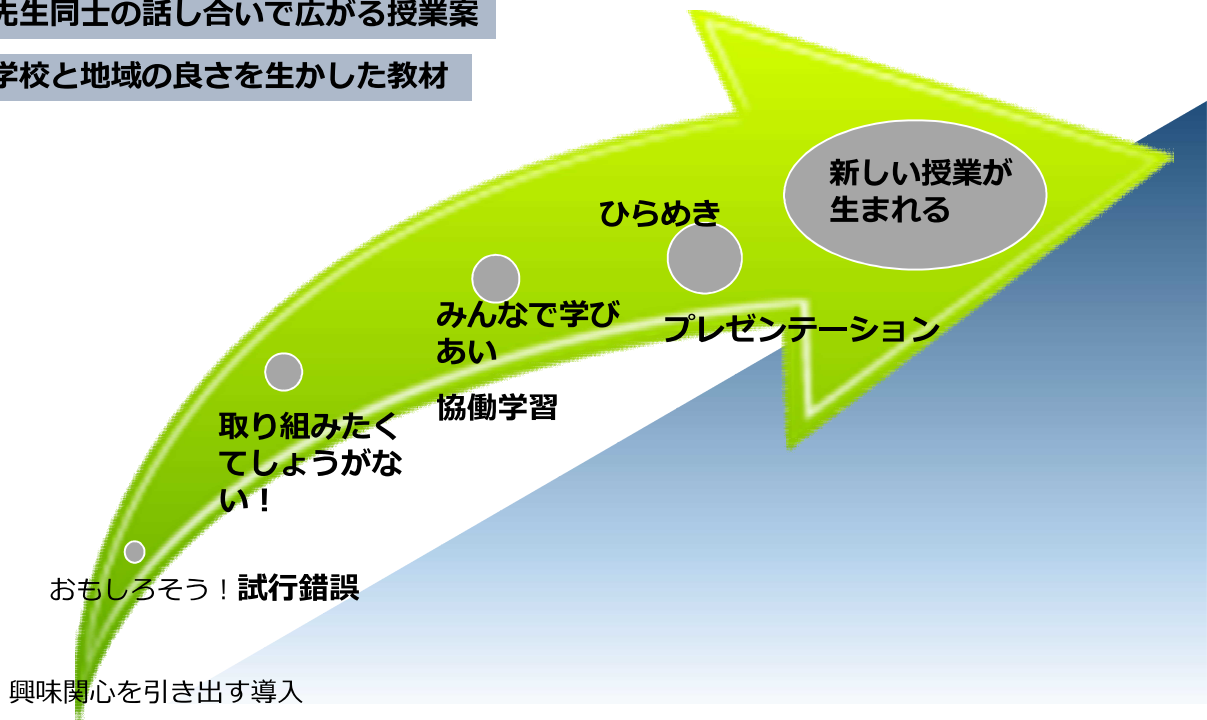 先生同士の話し合いで広がる授業案
学校と地域の良さを生かした教材
新しい授業が
生まれる
ひらめき
みんなで学び
あい
プレゼンテーション
協働学習
取り組みたく
てしょうがな
い！
おもしろそう！試行錯誤
興味関心を引き出す導入